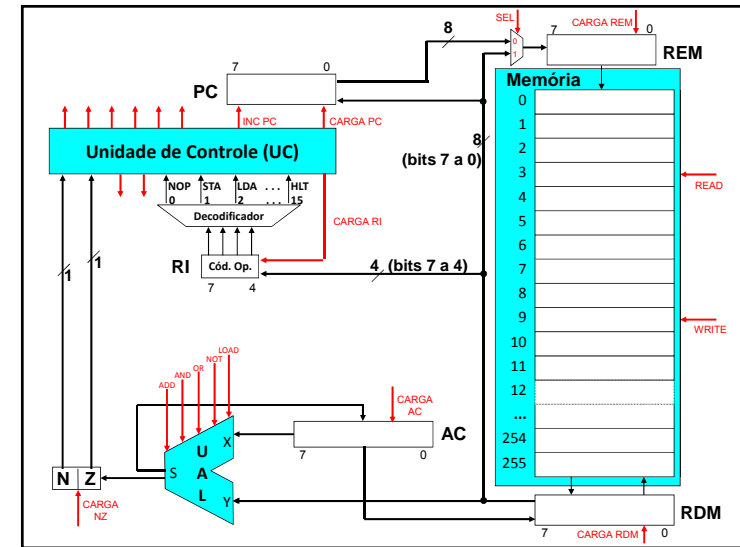 SEL
CARGA REM
8
7 0
0
1
REM
7 0
PC
Memória
0
1
2
3
4
5
6
7
8
9
10
11
12
...
254
255
INC PC
CARGA PC
8
(bits 7 a 0)
Unidade de Controle (UC)
READ
NOP STA LDA . . . HLT
0 1 2 . . . 15
Decodificador
CARGA RI
RI
Cód. Op.
7 4
4 (bits 7 a 4)
1
1
WRITE
ADD
AND
OR
NOT
LOAD
CARGA
AC
AC
7 0
X
U
A
L
S
Y
N Z
CARGA
NZ
RDM
7 CARGA RDM 0